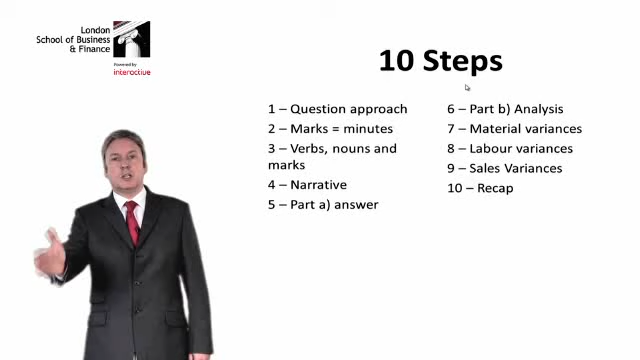 London
School of Business
& Finance
Powered by
interactive
10 Steps
1 – Question approach
2 – Marks = minutes
3 – Verbs, nouns and
marks
4 – Narrative
5 – Part a) answer
6 – Part b) Analysis
7 – Material variances
8 – Labour variances
9 – Sales Variances
10 – Recap